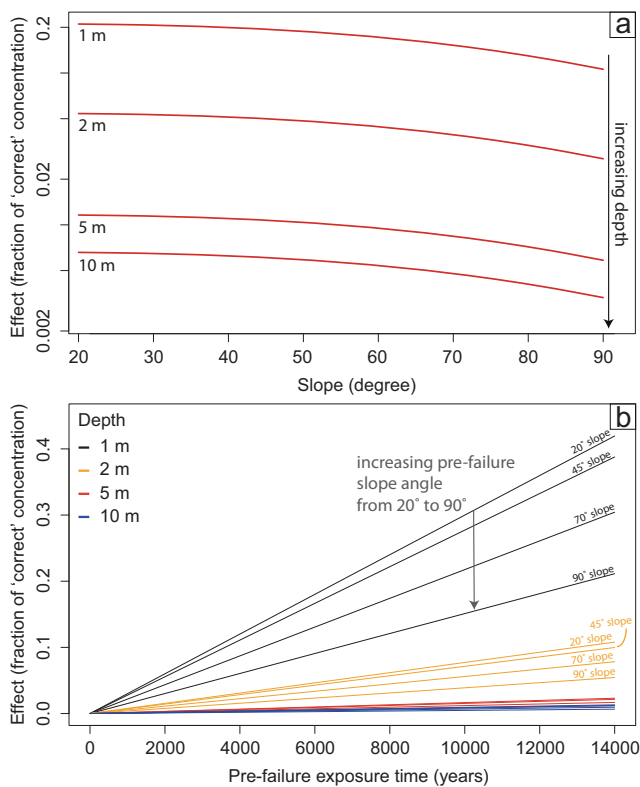 a
Effect (fraction of 'correct' concentration)
0.2
0.02
0.002
1 m
2 m
5 m
10 m
increasing depth
20 30 40 50 60 70 80 90
Slope (degree)
b
Effect (fraction of 'correct' concentration)
0.4
0.3
0.2
0.1
0.0
Depth
1 m
2 m
5 m
10 m
increasing pre-failure
slope angle
from 20° to 90°
20° slope
45° slope
70° slope
90° slope
45° slope
20° slope
70° slope
90° slope
0 2000 4000 6000 8000 10000 12000 14000
Pre-failure exposure time (years)